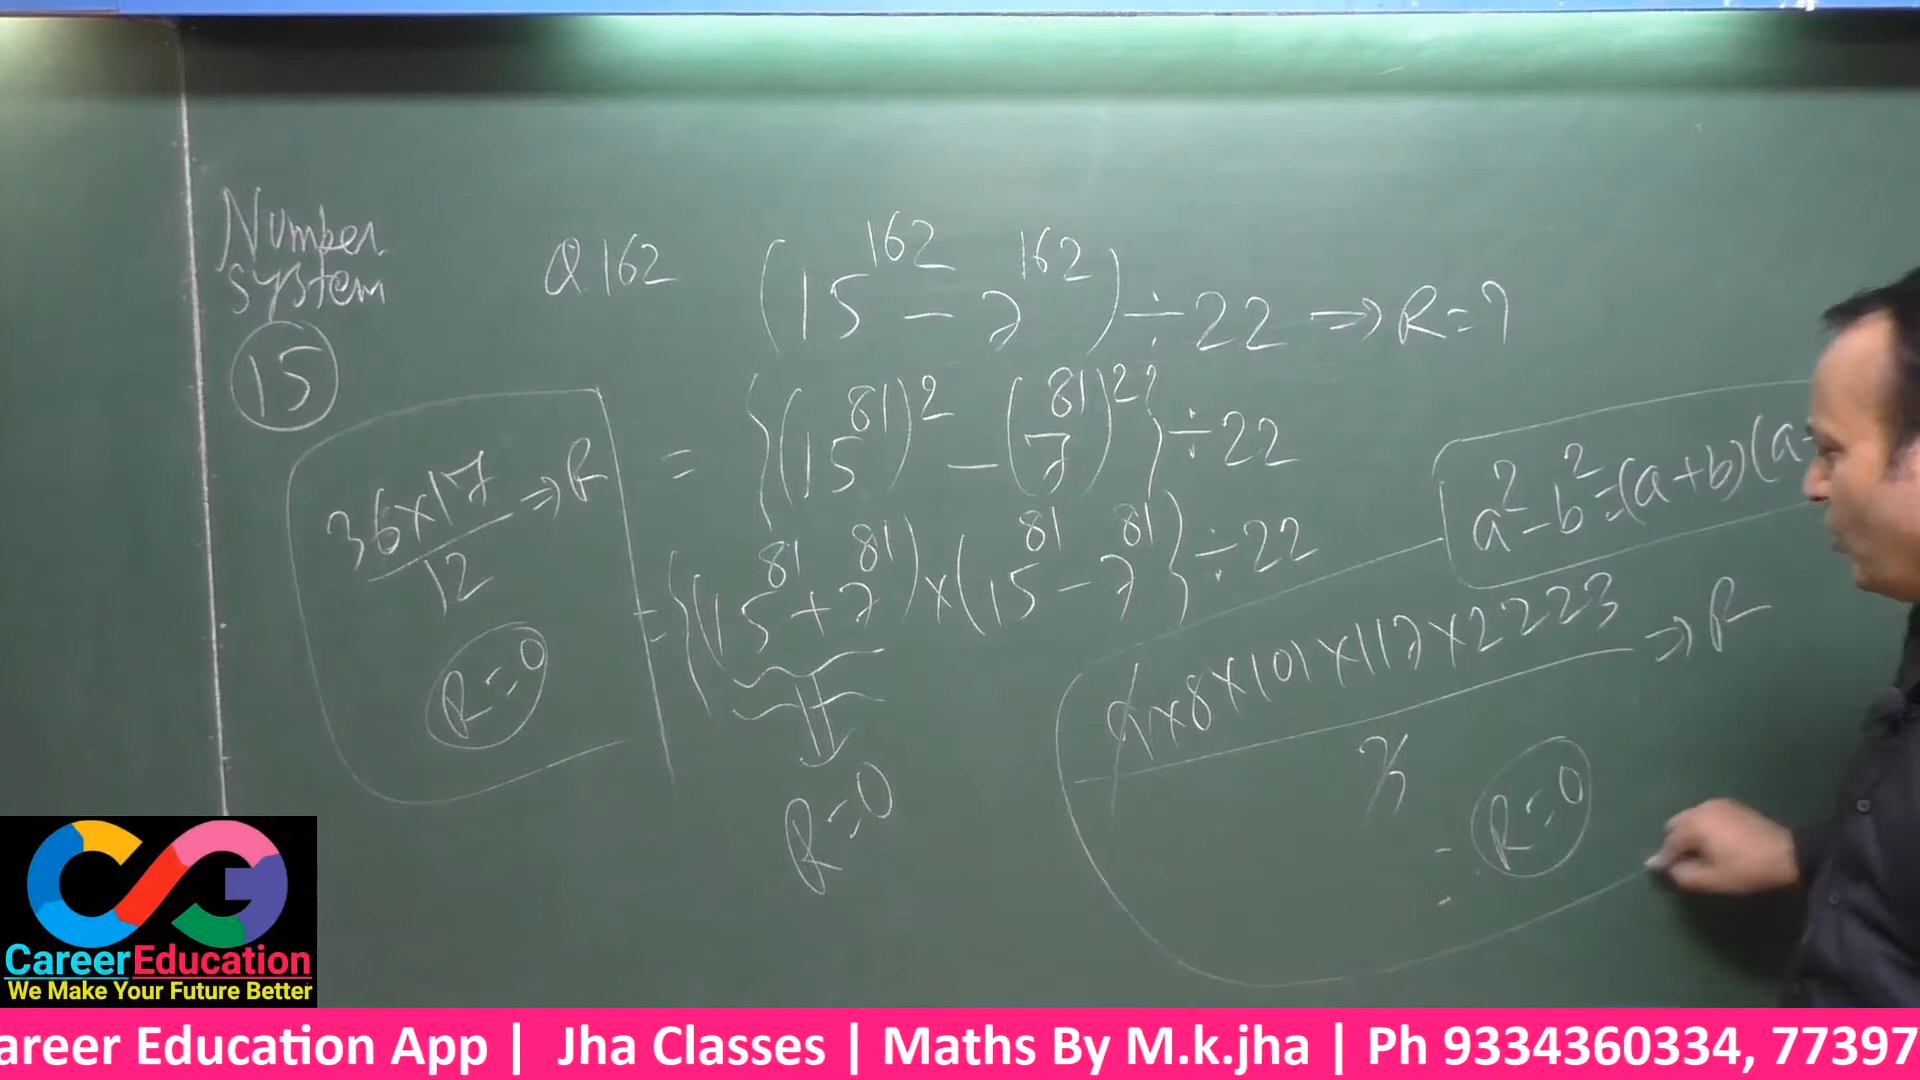 Number
system
15
Q.162 (15^162 - 7^162) ÷ 22 ⇒ R=?
= {(15^81)^2 - (7^81)^2} ÷ 22
= {(15^81 + 7^81) × (15^81 - 7^81} ÷ 22
R=0
36×17
12
⇒ R
R=0
a^2 - b^2 = (a+b)(a-
9×8×101×117×2223
3
⇒ R
= R=0
CareerEducation
We Make Your Future Better
areer Education App | Jha Classes | Maths By M.k.jha | Ph 9334360334, 77397